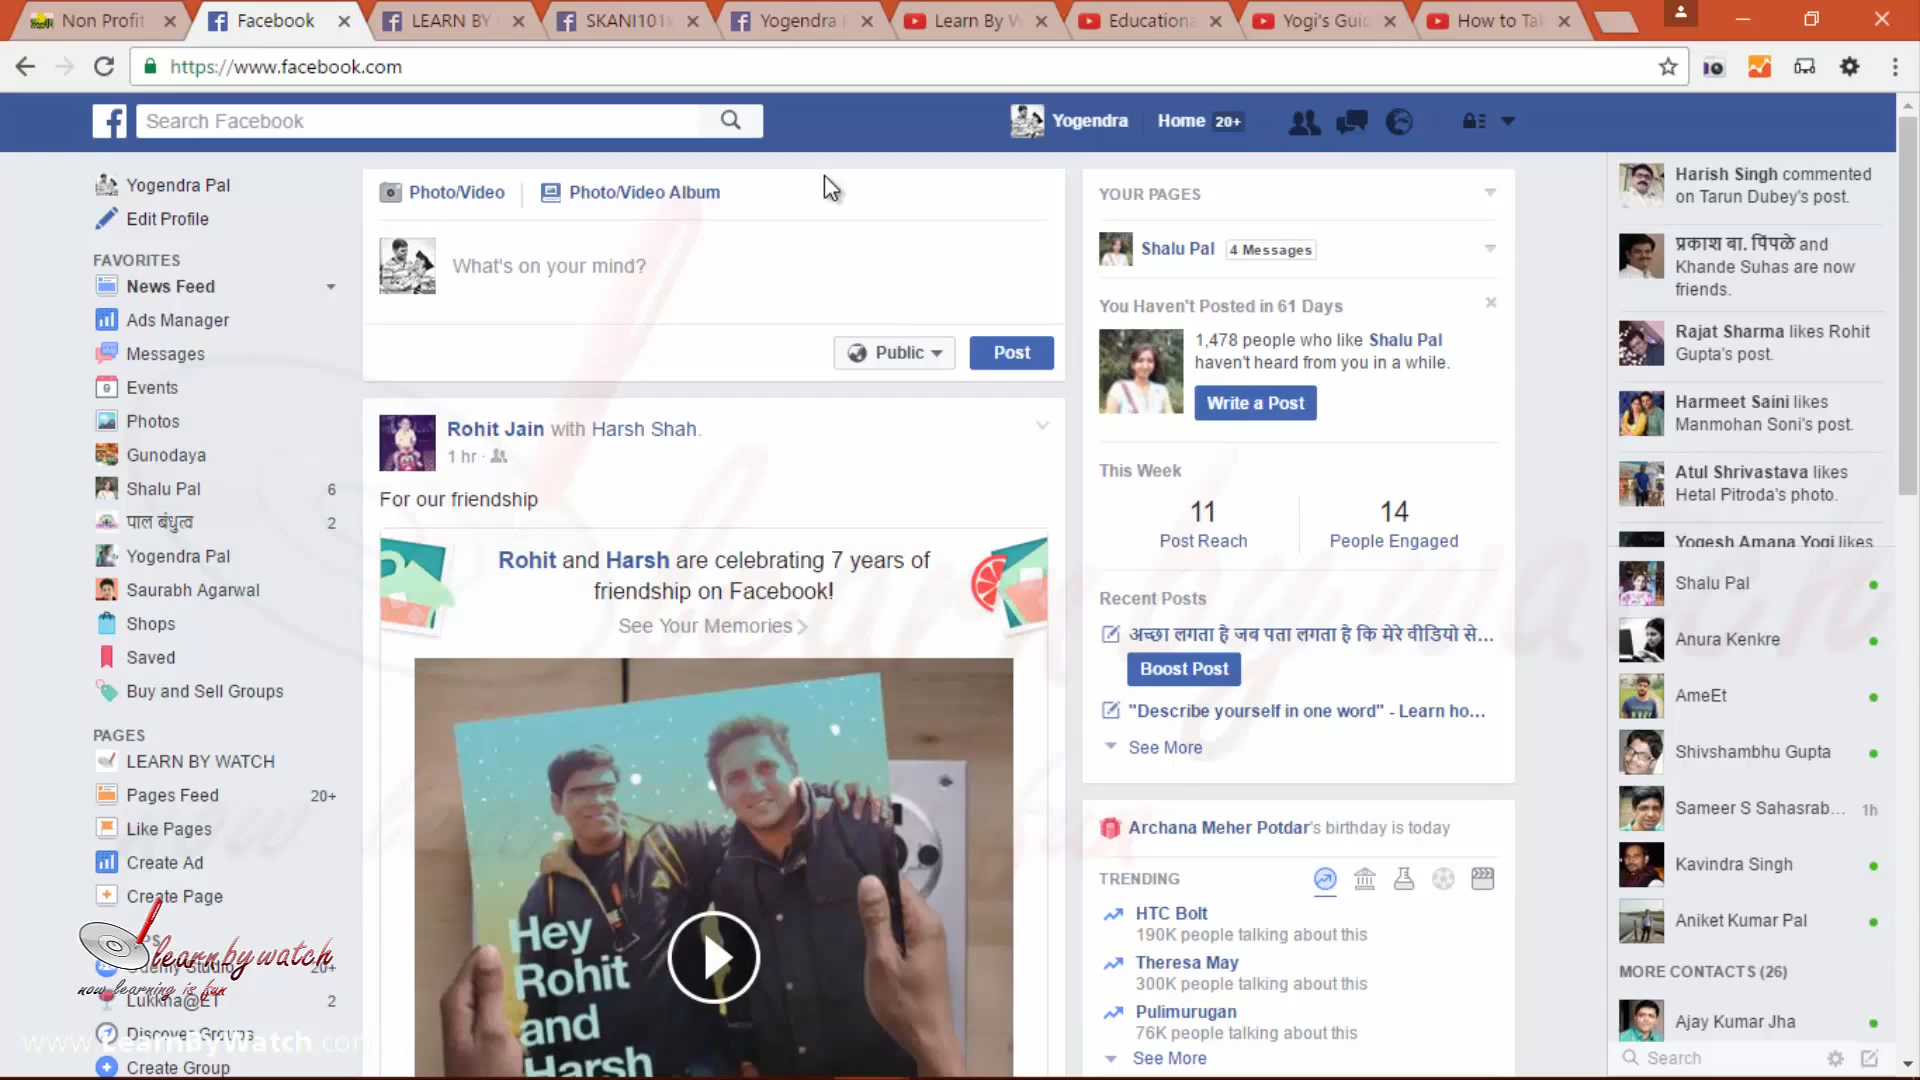 Non Profit
Facebook
LEARN BY
SKANI101x
Yogendra
Learn By W
Educationa
Yogi's Guid
How to Tak
https://www.facebook.com
Search Facebook
Yogendra
Home 20+
Yogendra Pal
Edit Profile
FAVORITES
News Feed
Ads Manager
Messages
Events
Photos
Gunodaya
Shalu Pal 6
पाल बंधुत्व 2
Yogendra Pal
Saurabh Agarwal
Shops
Saved
Buy and Sell Groups
PAGES
LEARN BY WATCH
Pages Feed 20+
Like Pages
Create Ad
Create Page
learnbywatch
now learning is fun
Udemy Studio 20+
Lukkha@ET 2
Discover Groups
www.LearnbyWatch.com
Create Group
Photo/Video
Photo/Video Album
What's on your mind?
Public
Post
Rohit Jain with Harsh Shah.
1 hr
For our friendship
Rohit and Harsh are celebrating 7 years of
friendship on Facebook!
See Your Memories
Hey
Rohit
and
Harsh
YOUR PAGES
Shalu Pal 4 Messages
You Haven't Posted in 61 Days
1,478 people who like Shalu Pal
haven't heard from you in a while.
Write a Post
This Week
11
Post Reach
14
People Engaged
Recent Posts
अच्छा लगता है जब पता लगता है कि मेरे वीडियो से...
Boost Post
"Describe yourself in one word" - Learn ho...
See More
Archana Meher Potdar's birthday is today
TRENDING
HTC Bolt
190K people talking about this
Theresa May
300K people talking about this
Pulimurugan
76K people talking about this
See More
Harish Singh commented
on Tarun Dubey's post.
प्रकाश बा. पिंपळे and
Khande Suhas are now
friends.
Rajat Sharma likes Rohit
Gupta's post.
Harmeet Saini likes
Manmohan Soni's post.
Atul Shrivastava likes
Hetal Pitroda's photo.
Yogesh Amana Yogi likes
Shalu Pal
Anura Kenkre
AmeEt
Shivshambhu Gupta
Sameer S Sahasrab... 1h
Kavindra Singh
Aniket Kumar Pal
MORE CONTACTS (26)
Ajay Kumar Jha
Search